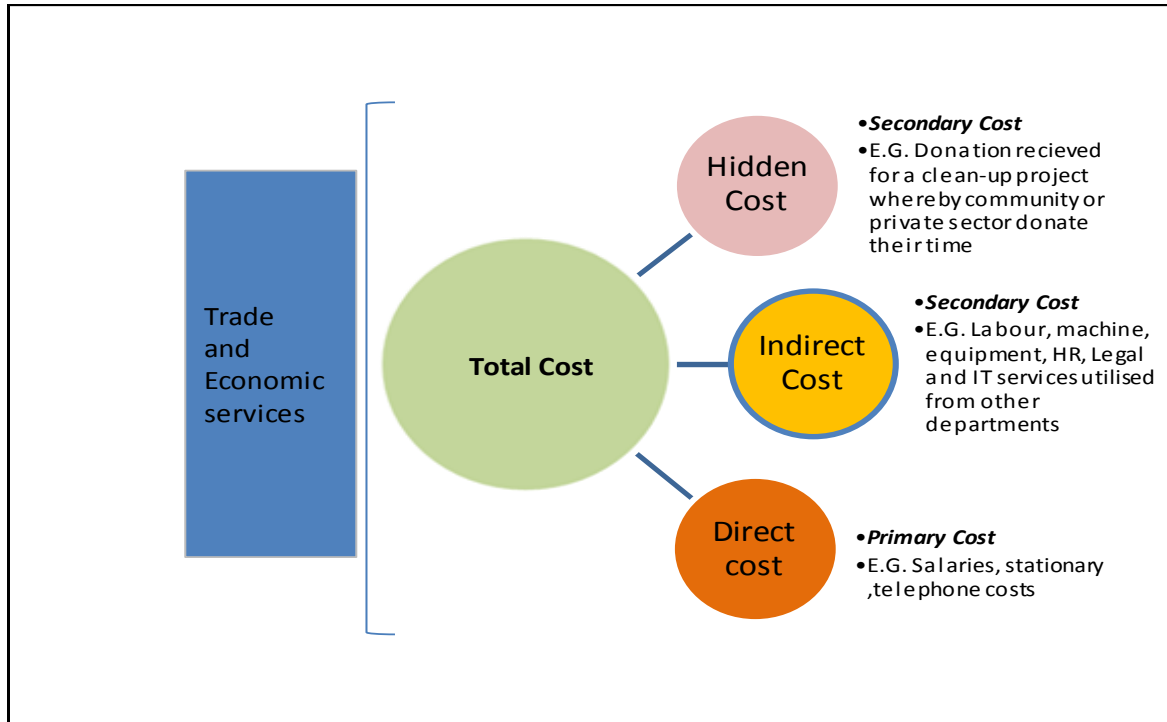 Trade
and
Economic
services
Total Cost
Hidden
Cost
•Secondary Cost
•E.G. Donation recieved
for a clean-up project
whereby community or
private sector donate
their time
Indirect
Cost
•Secondary Cost
•E.G. Labour, machine,
equipment, HR, Legal
and IT services utilised
from other
departments
Direct
cost
•Primary Cost
•E.G. Salaries, stationary
,telephone costs